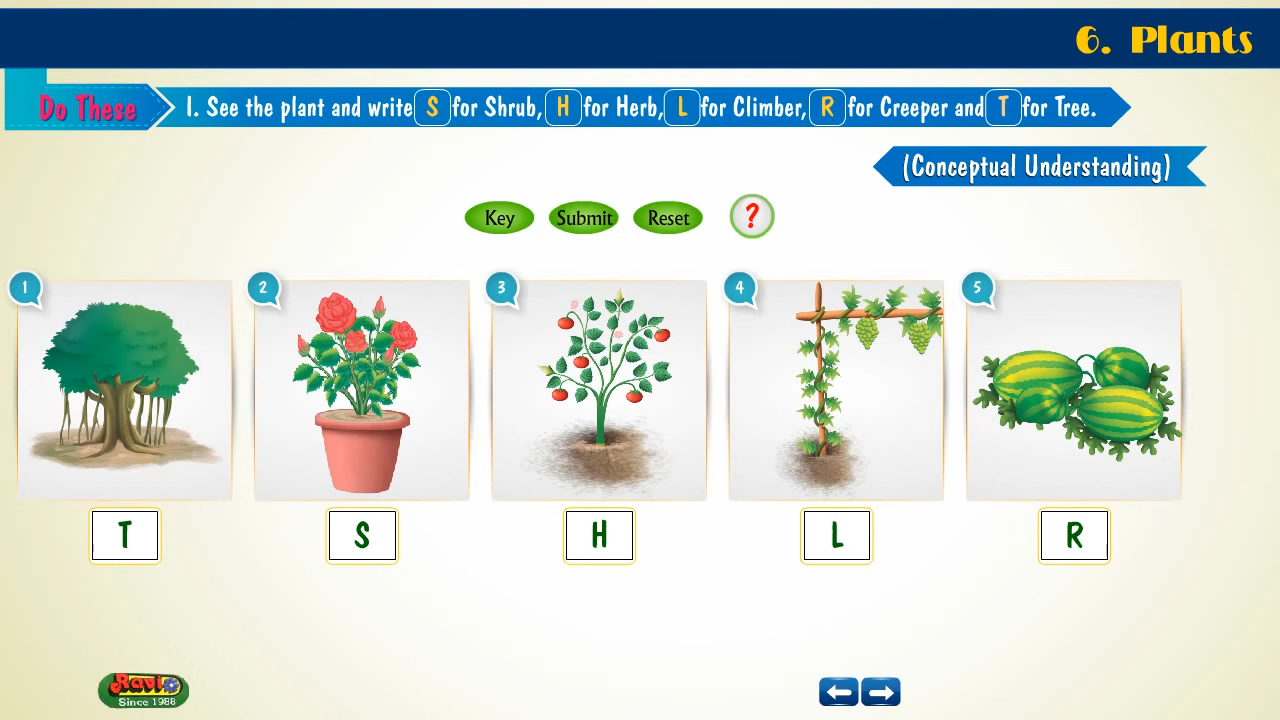 6. Plants
Do These
I. See the plant and write S for Shrub, H for Herb, L for Climber, R for Creeper and T for Tree.
(Conceptual Understanding)
Key Submit Reset ?
1 2 3 4 5
T S H L R
Ravi
Since 1988